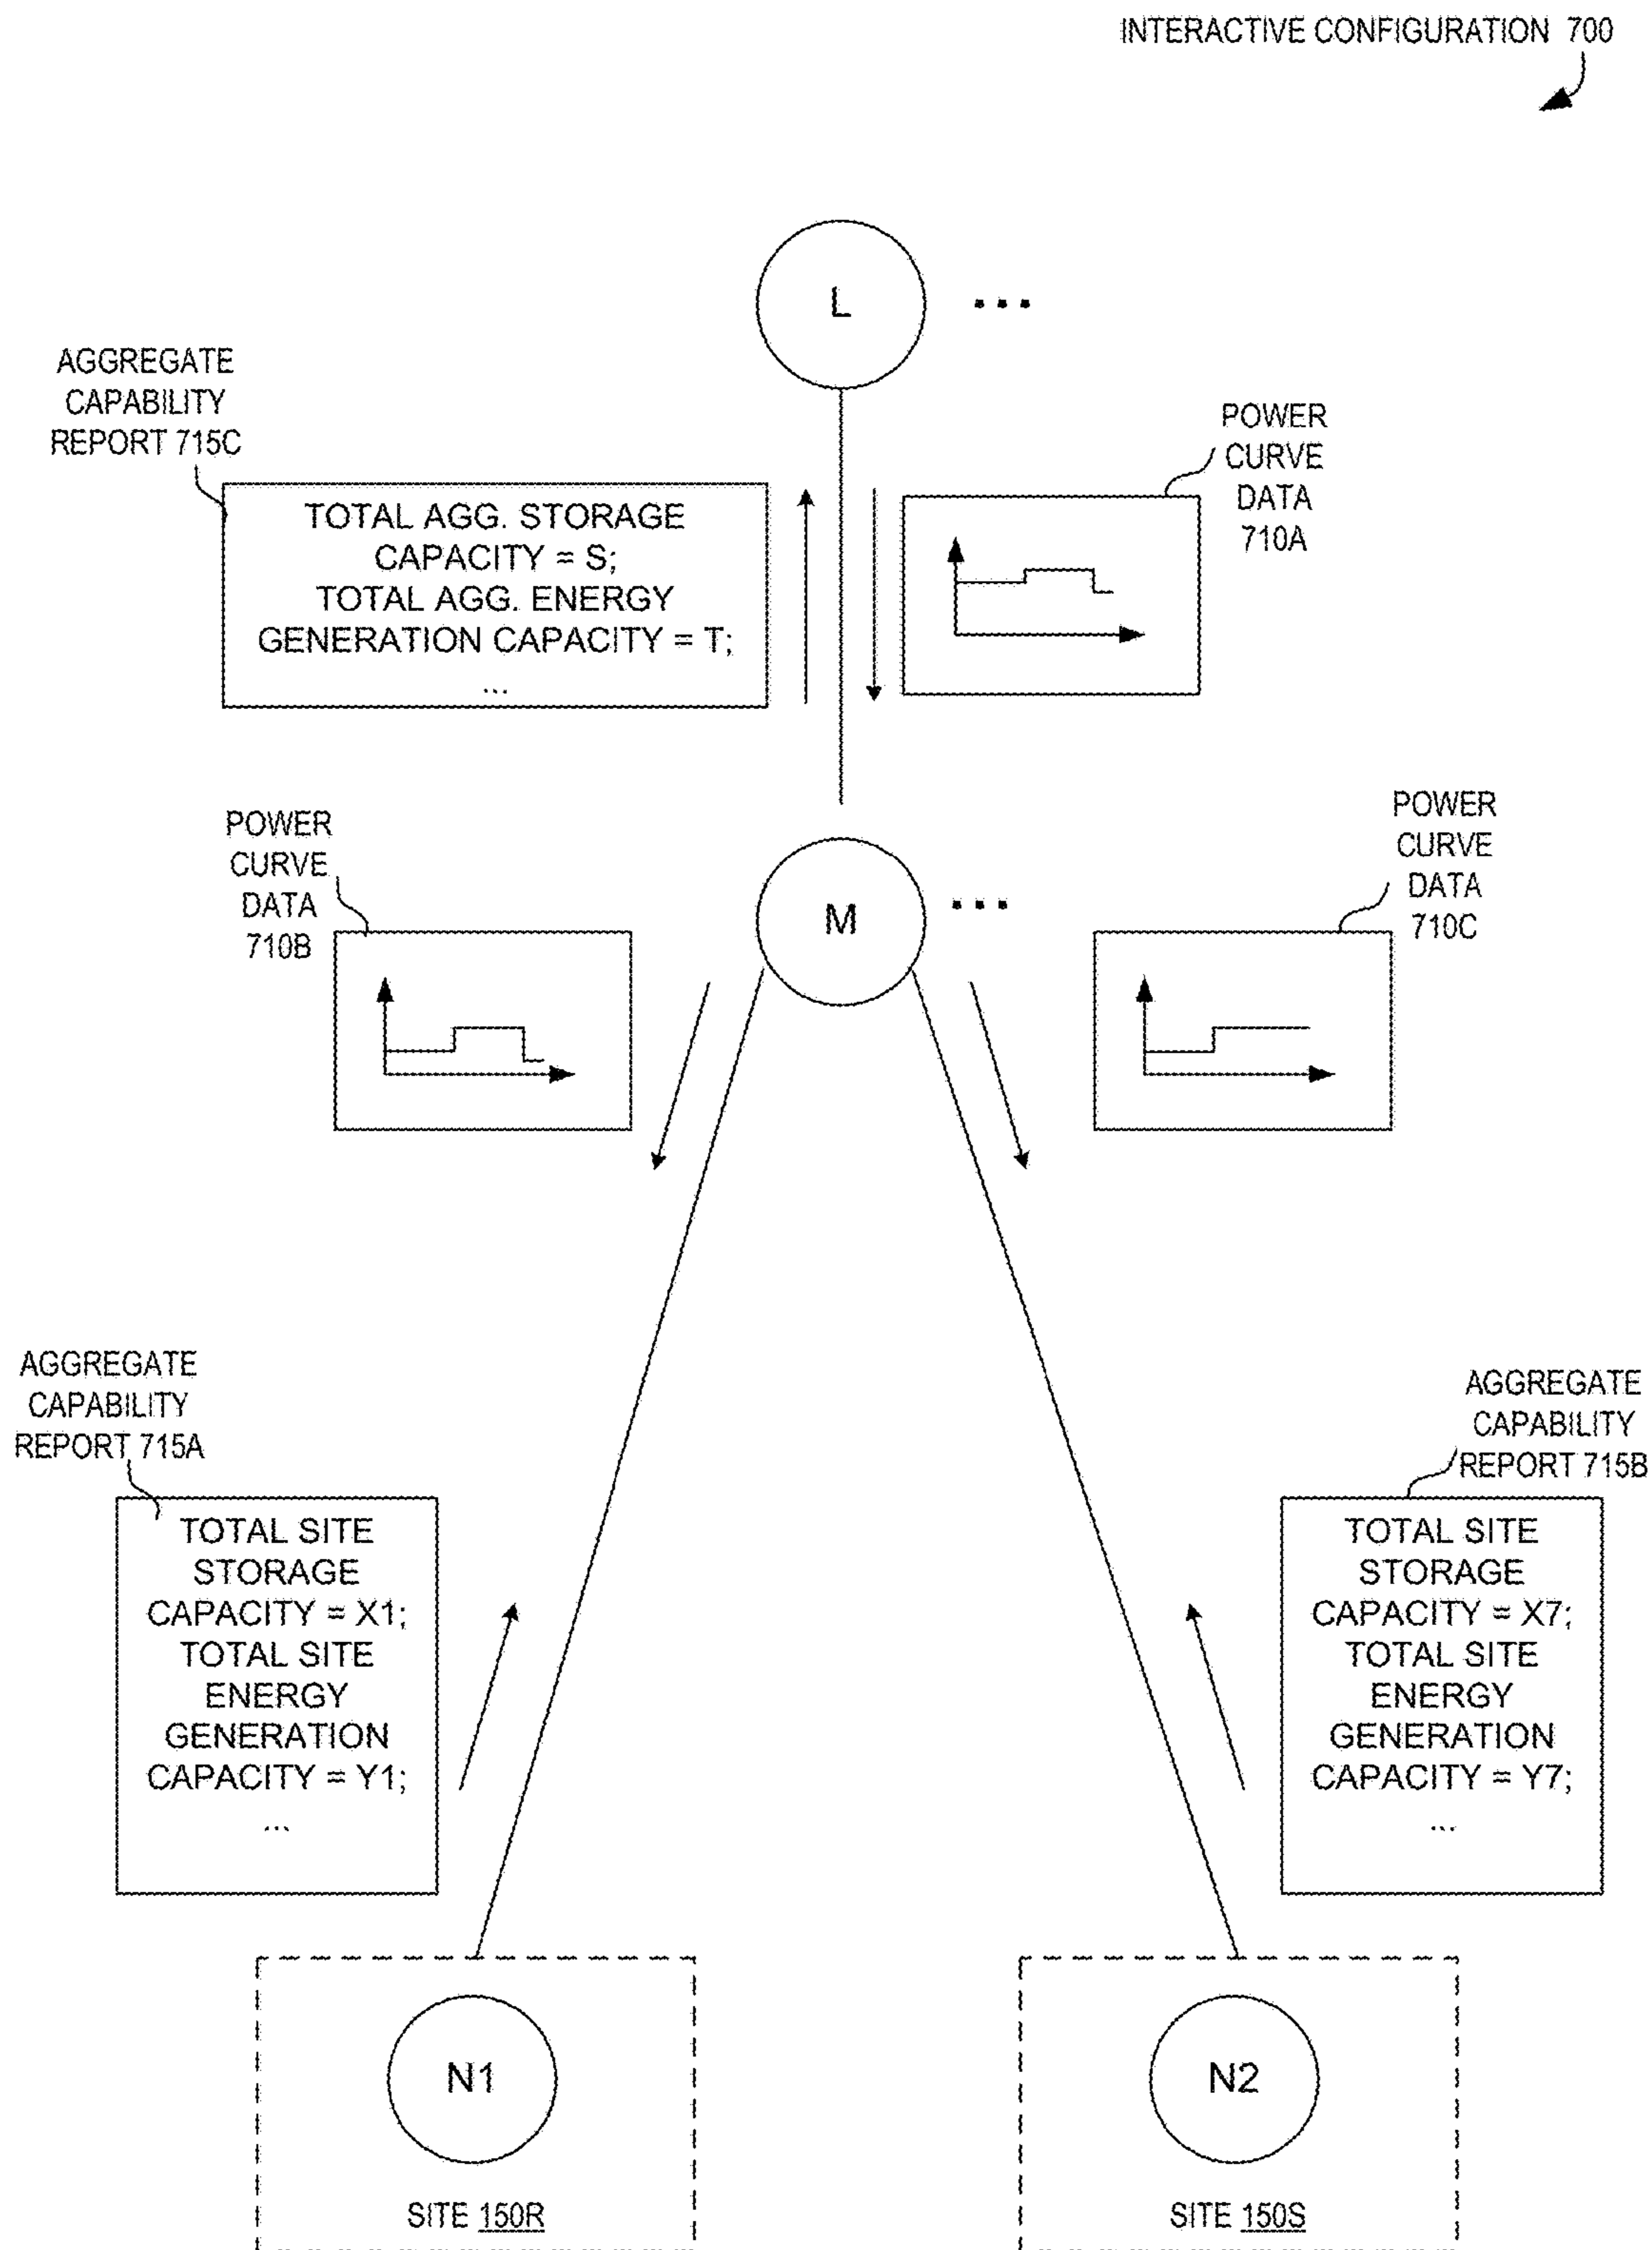 INTERACTIVE CONFIGURATION 700
L
...
AGGREGATE
CAPABILITY
REPORT 715C
TOTAL AGG. STORAGE
CAPACITY = S;
TOTAL AGG. ENERGY
GENERATION CAPACITY = T;
...
POWER
CURVE
DATA
710A
POWER
CURVE
DATA
710B
M
...
POWER
CURVE
DATA
710C
AGGREGATE
CAPABILITY
REPORT 715A
TOTAL SITE
STORAGE
CAPACITY = X1;
TOTAL SITE
ENERGY
GENERATION
CAPACITY = Y1;
...
AGGREGATE
CAPABILITY
REPORT 715B
TOTAL SITE
STORAGE
CAPACITY = X7;
TOTAL SITE
ENERGY
GENERATION
CAPACITY = Y7;
...
N1
SITE 150R
N2
SITE 150S